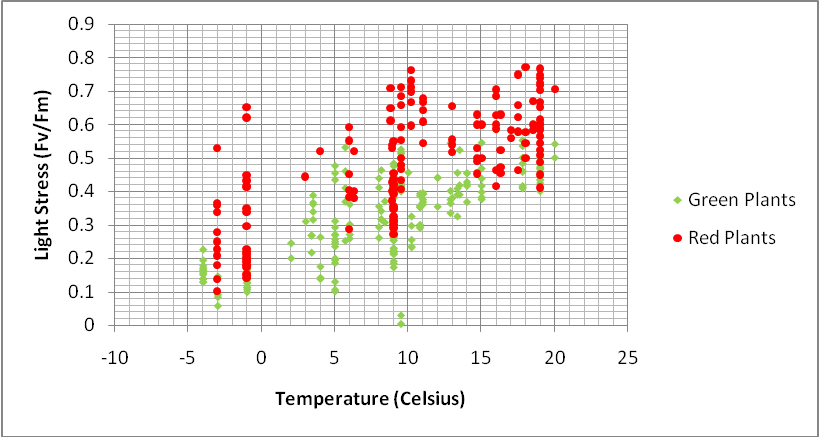 0.9
0.8
0.7
0.6
0.5
0.4
0.3
0.2
0.1
0
Light Stress (Fv/Fm)
-10 -5 0 5 10 15 20 25
Temperature (Celsius)
Green Plants
Red Plants